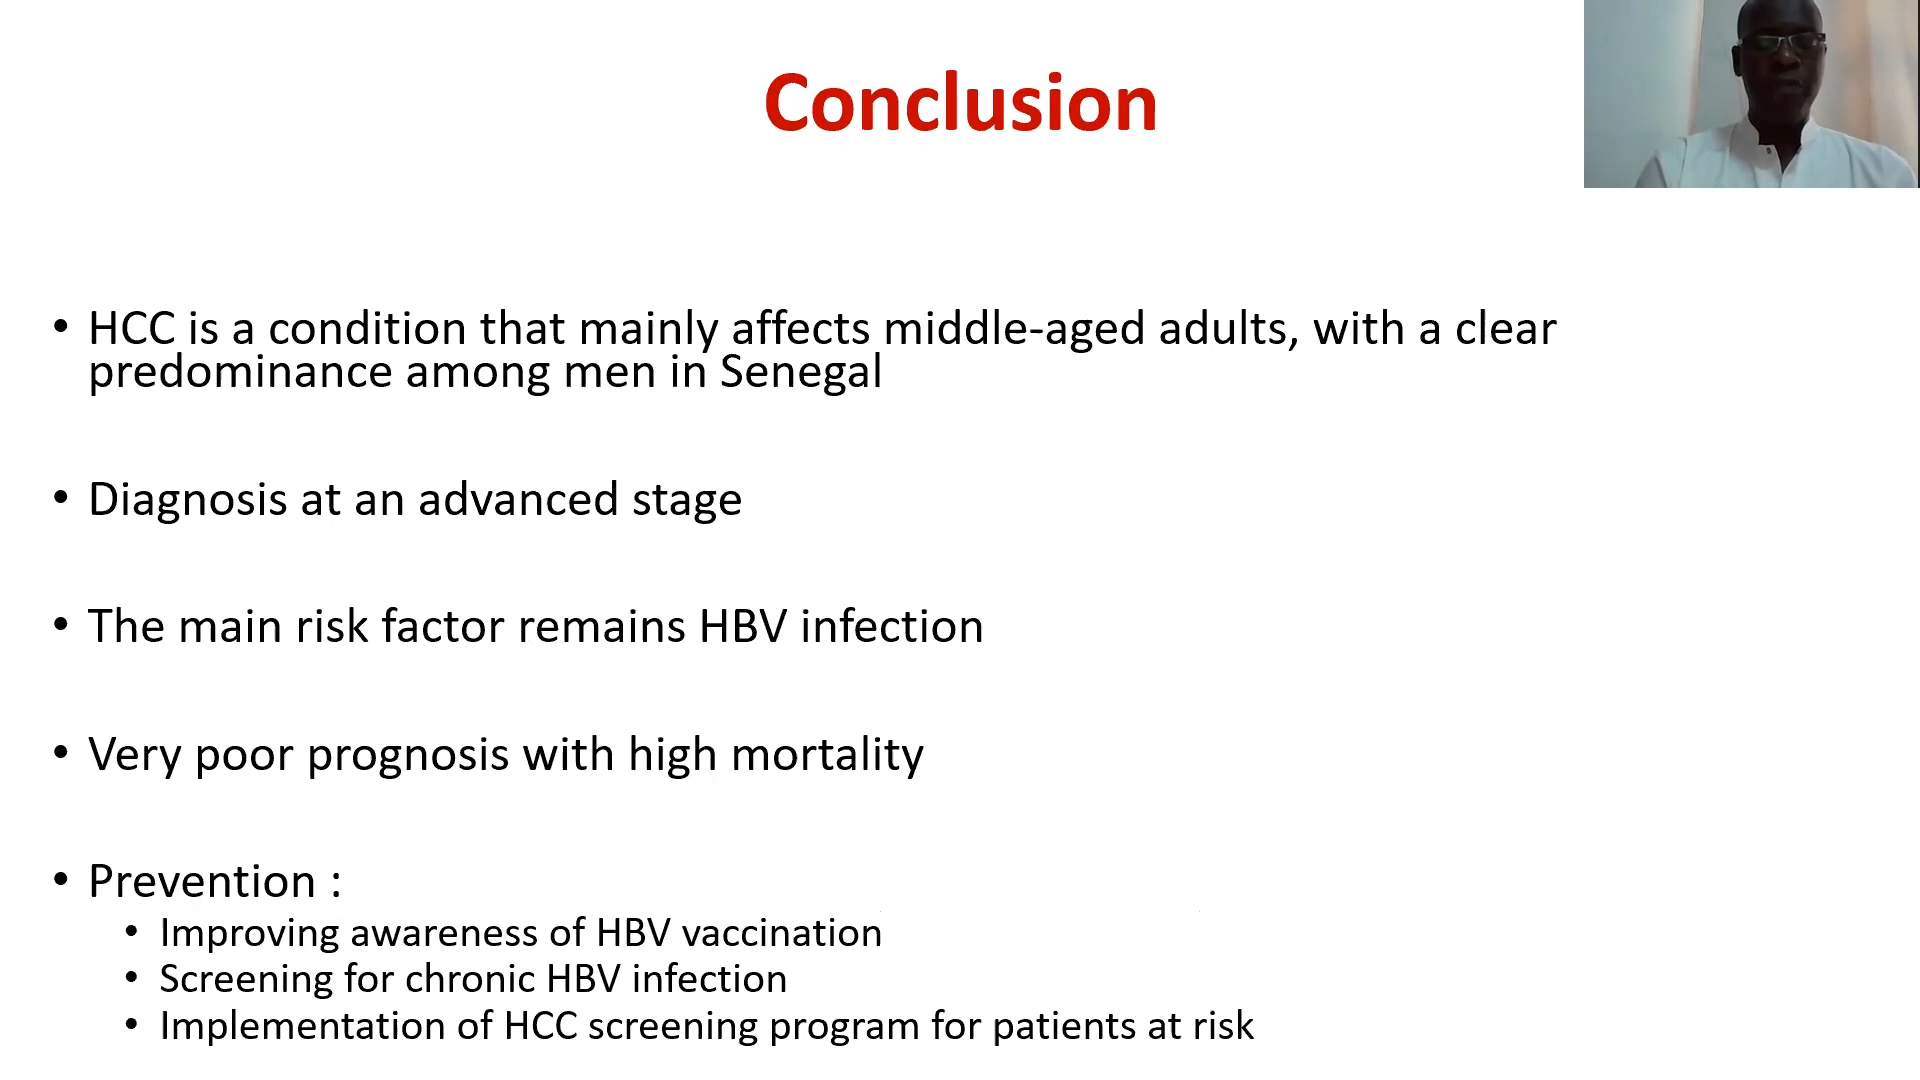 Conclusion
• HCC is a condition that mainly affects middle-aged adults, with a clear
predominance among men in Senegal
• Diagnosis at an advanced stage
• The main risk factor remains HBV infection
• Very poor prognosis with high mortality
• Prevention :
• Improving awareness of HBV vaccination
• Screening for chronic HBV infection
• Implementation of HCC screening program for patients at risk